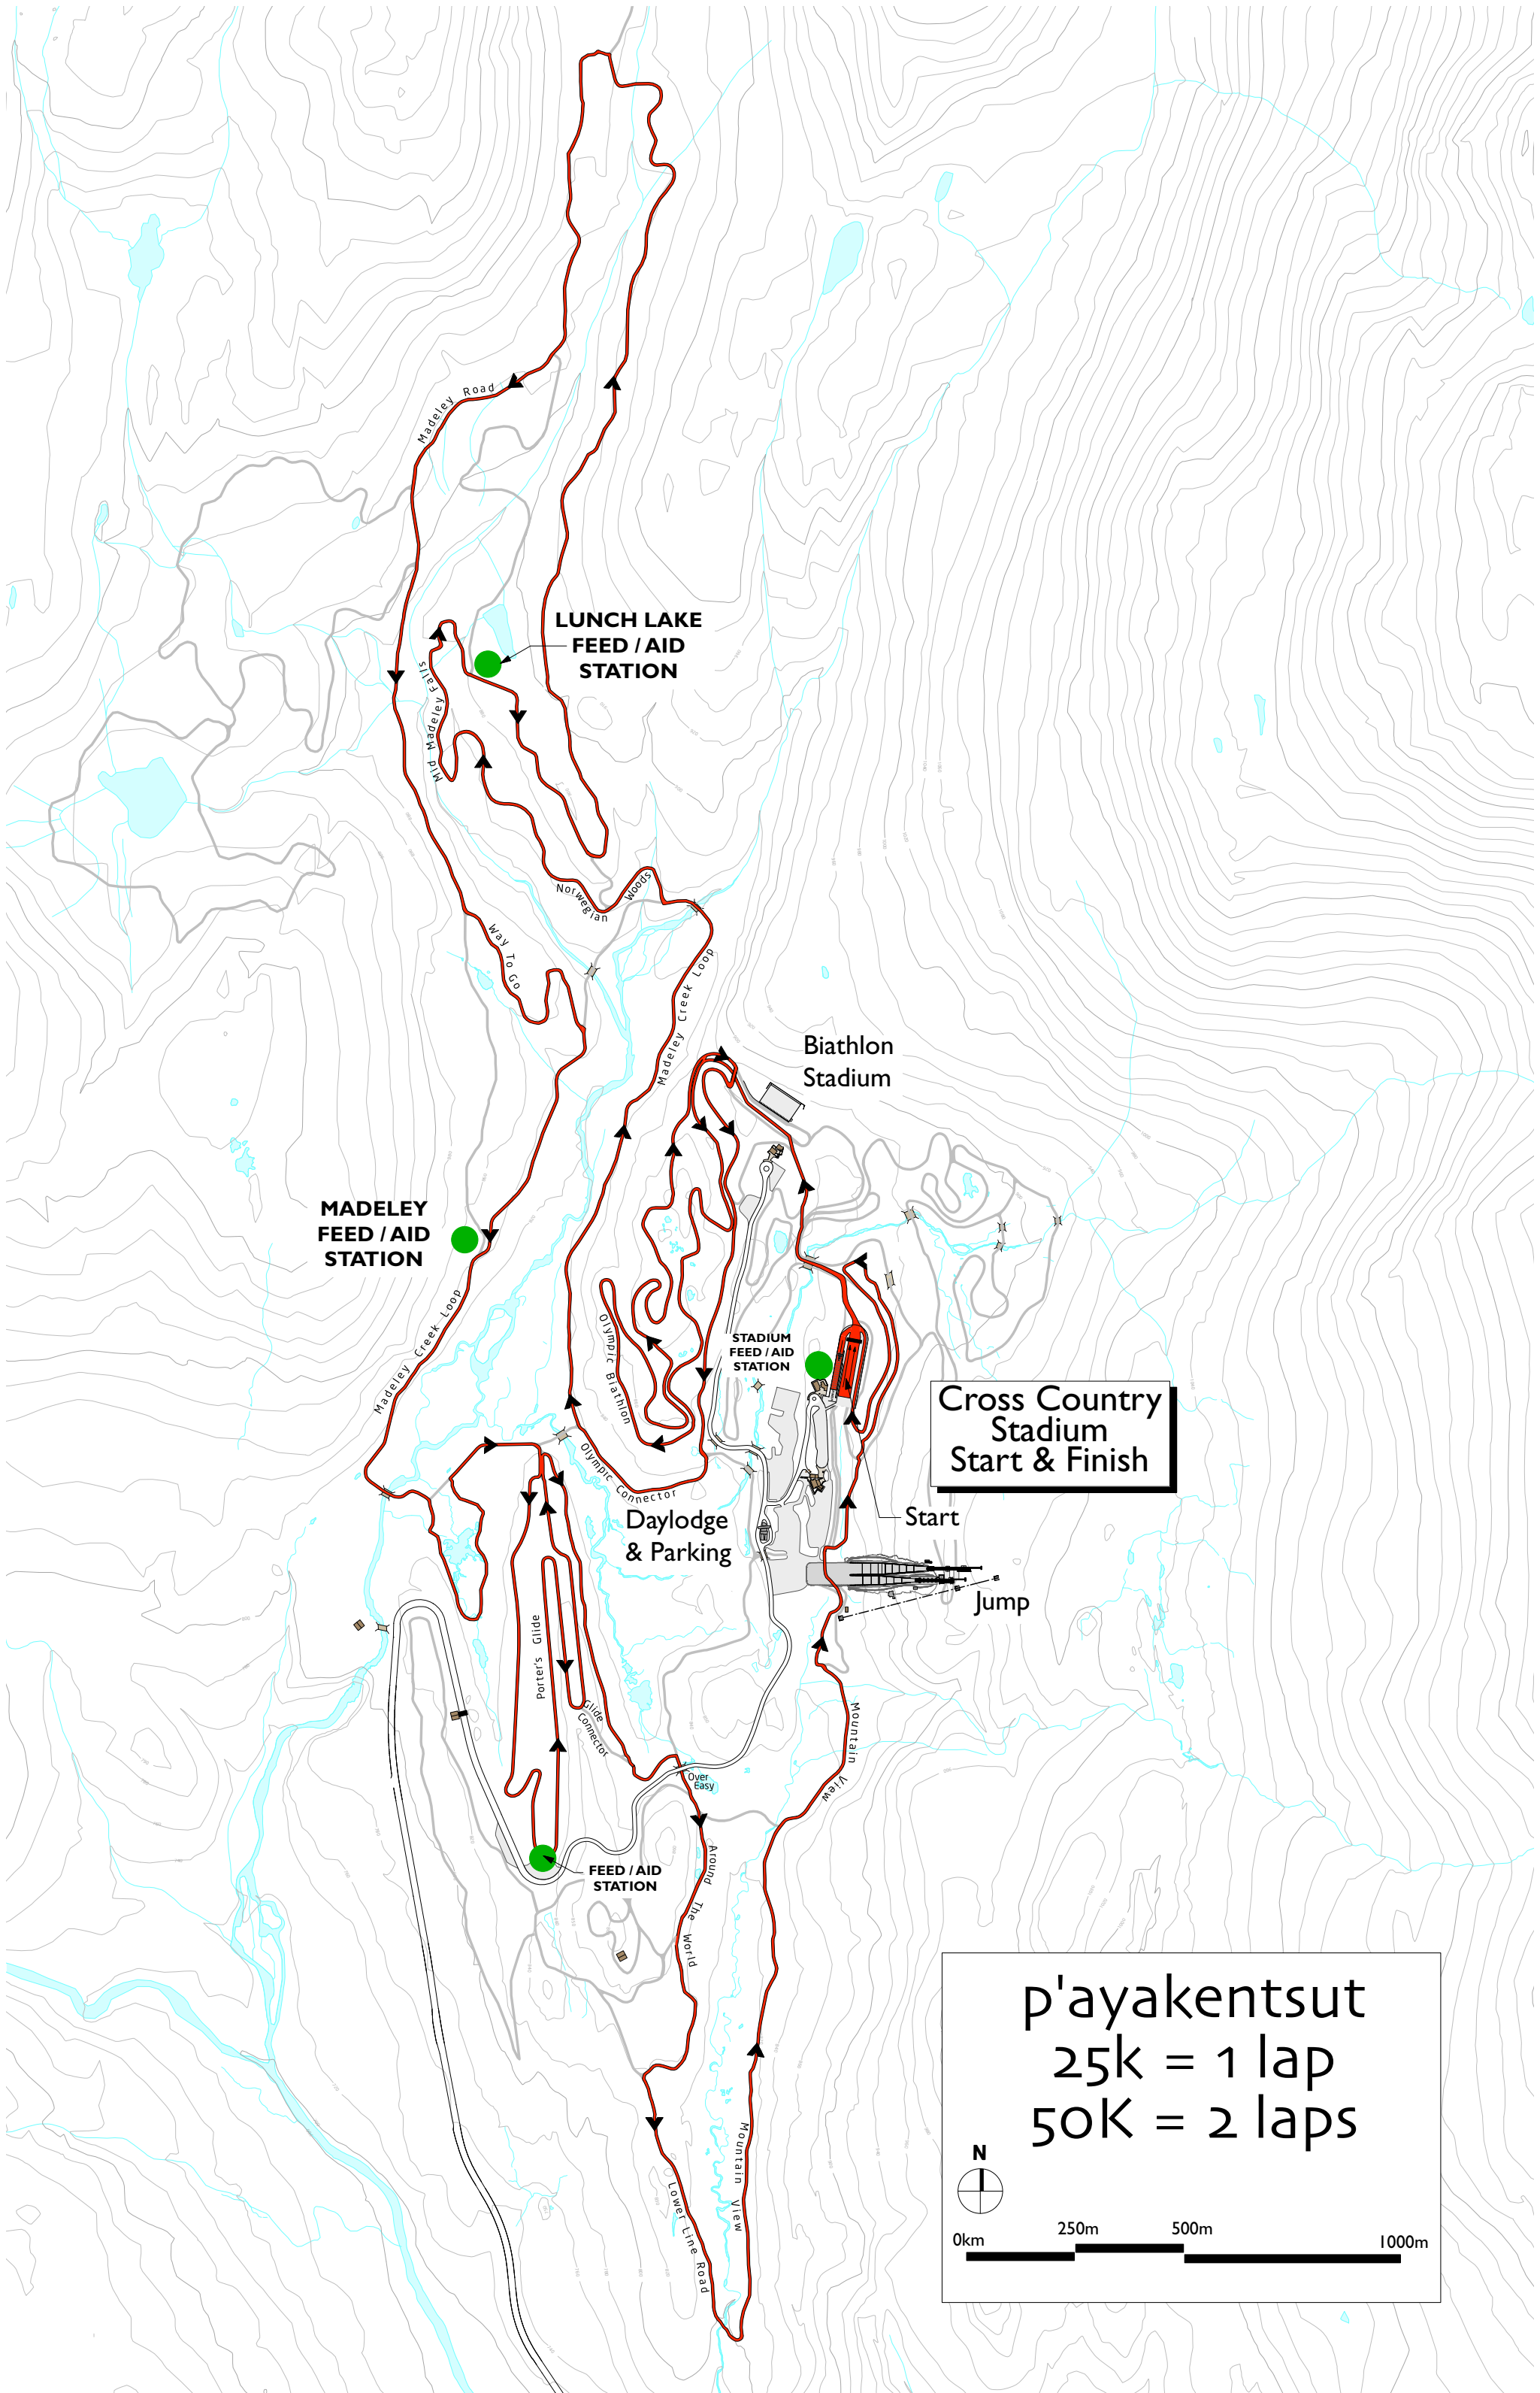 Madeley Road
LUNCH LAKE
FEED / AID
STATION
Mid Madeley Falls
Norwegian Woods
Way To Go
Madeley Creek Loop
Biathlon
Stadium
MADELEY
FEED / AID
STATION
Madeley Creek Loop
Olympic Biathlon
STADIUM
FEED / AID
STATION
Cross Country
Stadium
Start & Finish
Olympic Connector
Daylodge
& Parking
Start
Jump
Porter's Glide
Glide
Connector
Mountain View
Over
Easy
Around The World
FEED / AID
STATION
Mountain View
Lower Line Road
p'ayakentsut
25k = 1 lap
50K = 2 laps
N
0km 250m 500m 1000m